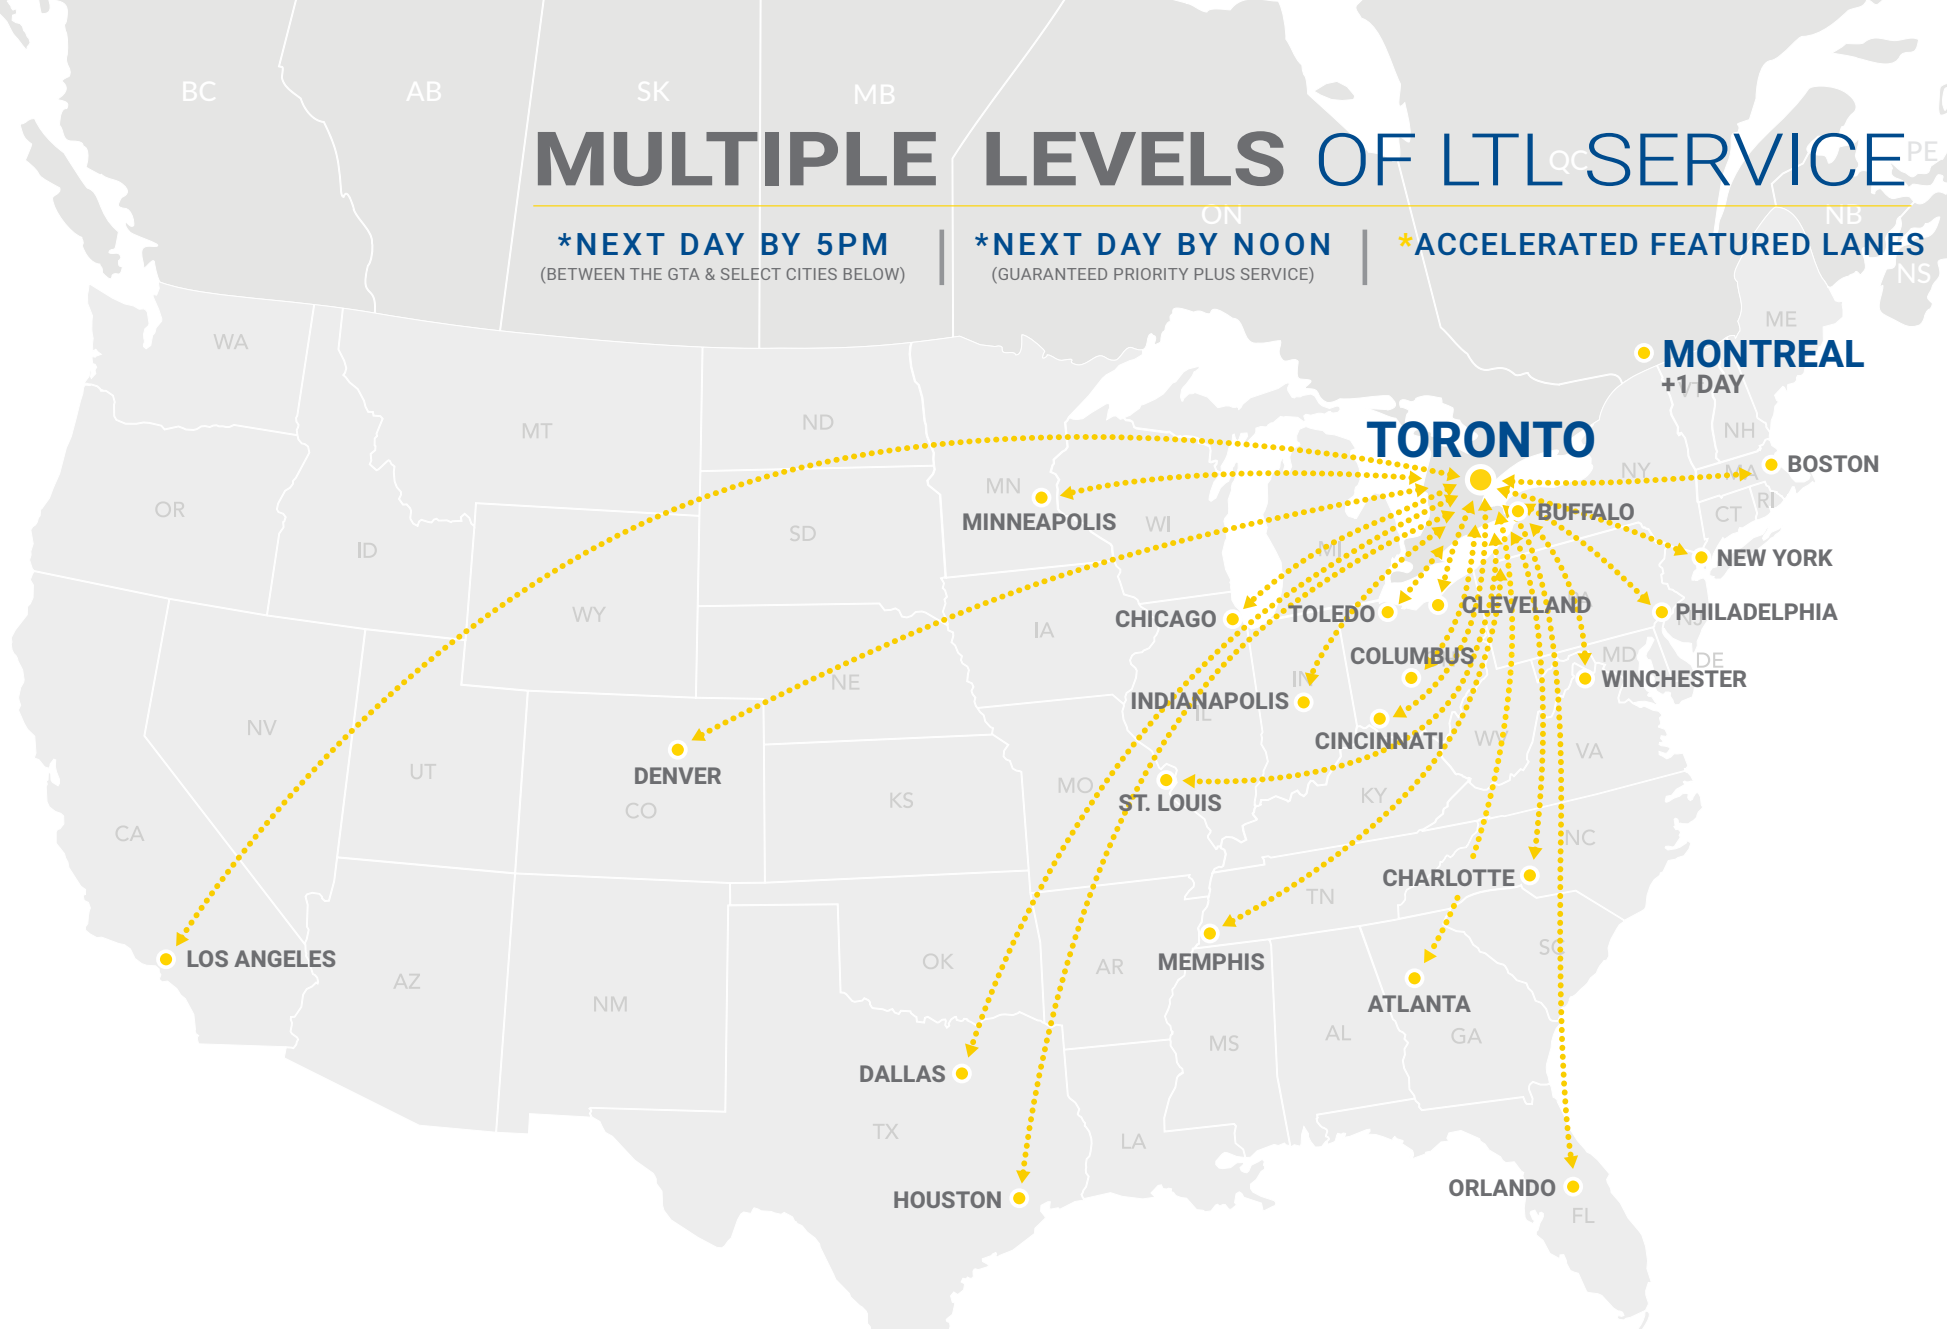 BC
AB
SK
MB
MULTIPLE LEVELS OF LTL SERVICE
QC
PE
ON
NB
*NEXT DAY BY 5PM
(BETWEEN THE GTA & SELECT CITIES BELOW)
*NEXT DAY BY NOON
(GUARANTEED PRIORITY PLUS SERVICE)
*ACCELERATED FEATURED LANES
NS
WA
ME
MONTREAL
+1 DAY
VT
MT
ND
TORONTO
NH
NY
MA
BOSTON
MN
MINNEAPOLIS
WI
RI
CT
BUFFALO
OR
ID
SD
MI
NEW YORK
WY
IA
CHICAGO
TOLEDO
CLEVELAND
PA
PHILADELPHIA
NJ
COLUMBUS
MD
DE
NE
IN
WINCHESTER
INDIANAPOLIS
IL
NV
CINCINNATI
WV
VA
DENVER
UT
CO
KS
MO
ST. LOUIS
KY
CA
NC
CHARLOTTE
TN
LOS ANGELES
AZ
NM
OK
AR
MEMPHIS
SC
ATLANTA
MS
AL
GA
DALLAS
TX
LA
HOUSTON
ORLANDO
FL